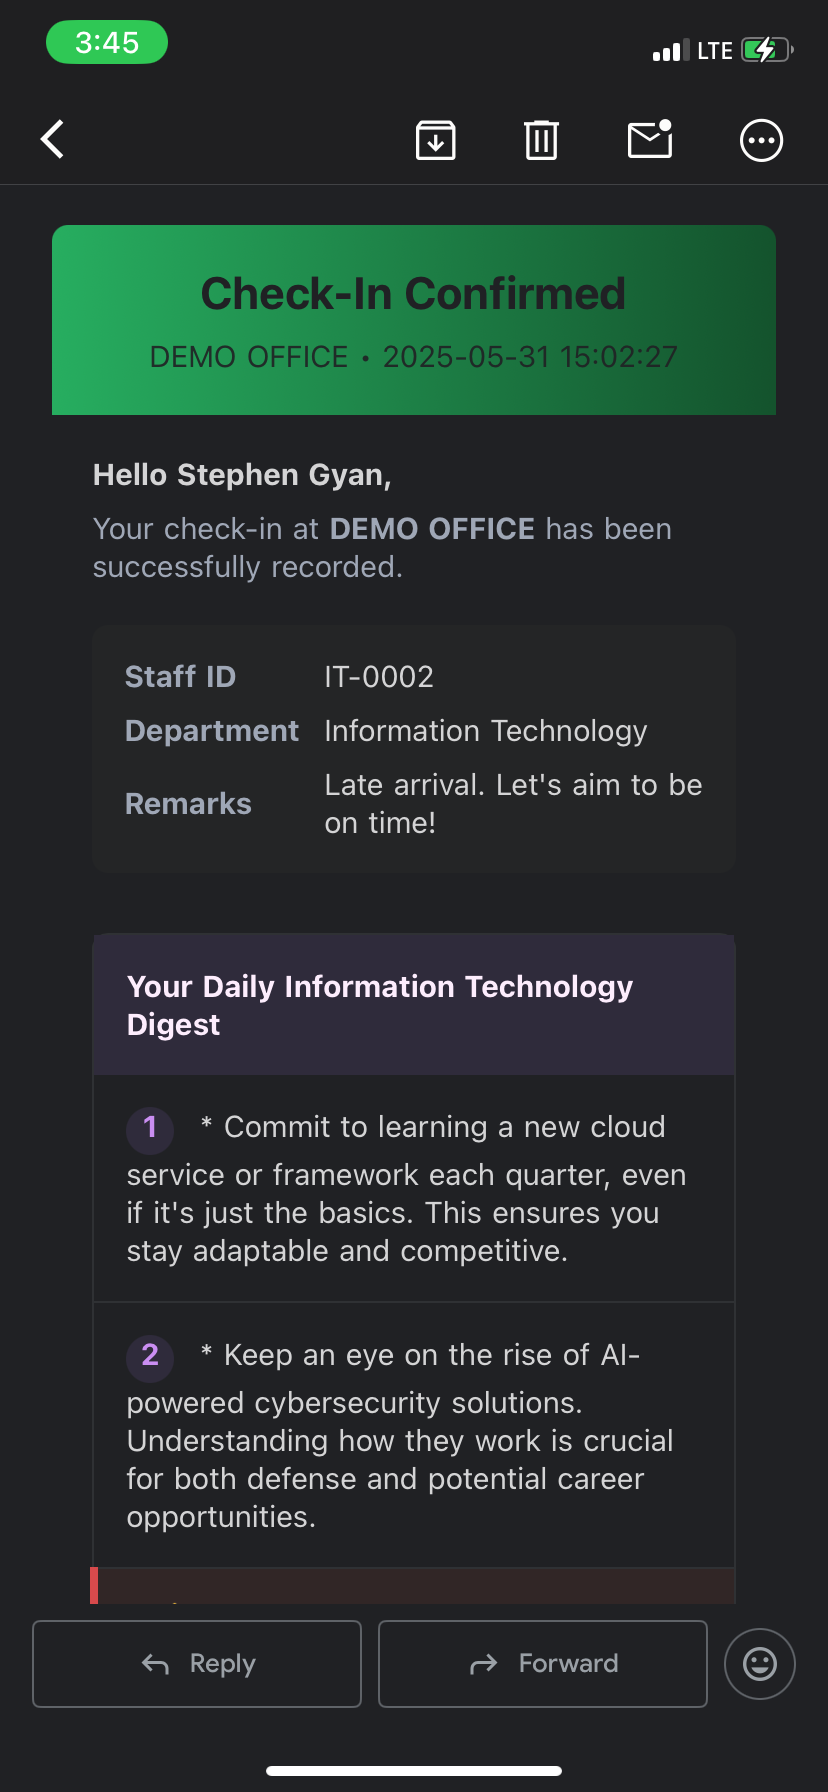 3:45
LTE
Check-In Confirmed
DEMO OFFICE • 2025-05-31 15:02:27
Hello Stephen Gyan,
Your check-in at DEMO OFFICE has been
successfully recorded.
Staff ID IT-0002
Department Information Technology
Remarks Late arrival. Let's aim to be
on time!
Your Daily Information Technology
Digest
1 * Commit to learning a new cloud
service or framework each quarter, even
if it's just the basics. This ensures you
stay adaptable and competitive.
2 * Keep an eye on the rise of AI-
powered cybersecurity solutions.
Understanding how they work is crucial
for both defense and potential career
opportunities.
Reply
Forward